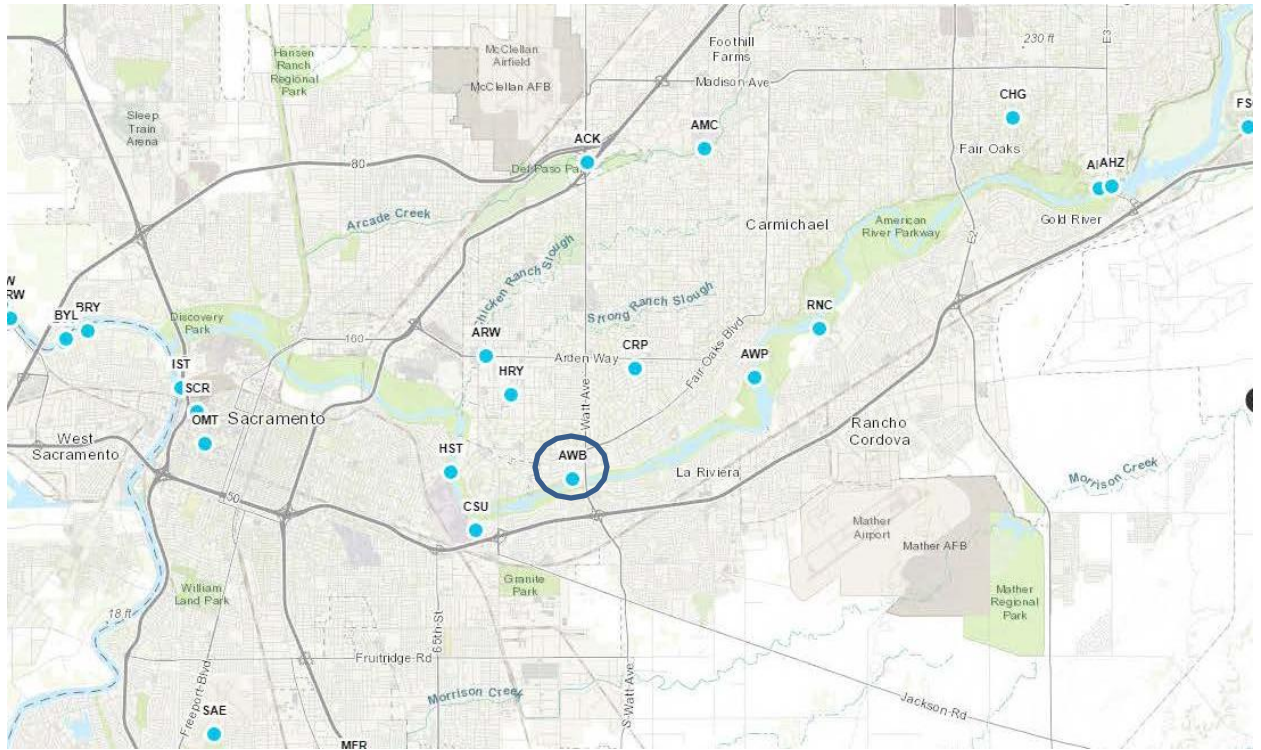 Hansen
Ranch
Regional
Park
McClellan
Airfield
McClellan AFB
Foothill
Farms
230 ft
E3
Madison Ave
Sleep
Train
Arena
CHG
FS
ACK
AMC
Fair Oaks
80
Del Paso Pa
AHZ
Arcade Creek
American
River Parkway
Gold River
Carmichael
E2
Chicken Ranch Slough
Strong Ranch Slough
W
RW
BYL
BRY
Discovery
Park
160
ARW
Arden Way
CRP
RNC
Fair Oaks Blvd
AWP
HRY
Watt Ave
IST
SCR
OMT
Sacramento
West
Sacramento
Rancho
Cordova
HST
AWB
La Riviera
Morrison Creek
50
CSU
Mather
Airport
Mather AFB
Granite
Park
William
Land Park
Mather
Regional
Park
18 ft
65th St
Fruitridge Rd
Freeport Blvd
Morrison Creek
S Watt Ave
Jackson Rd
SAE
MFR